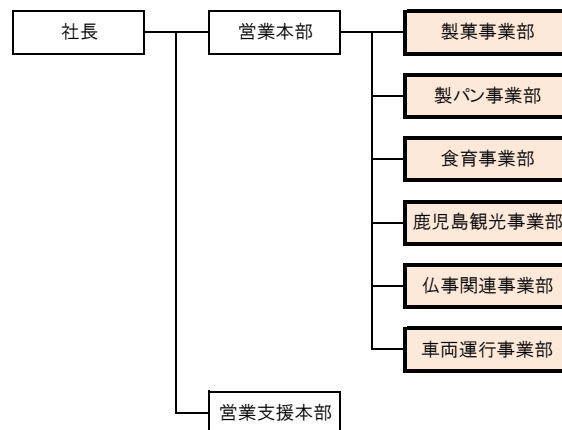 社長
営業本部
製菓事業部
製パン事業部
食育事業部
鹿児島観光事業部
仏事関連事業部
車両運行事業部
営業支援本部